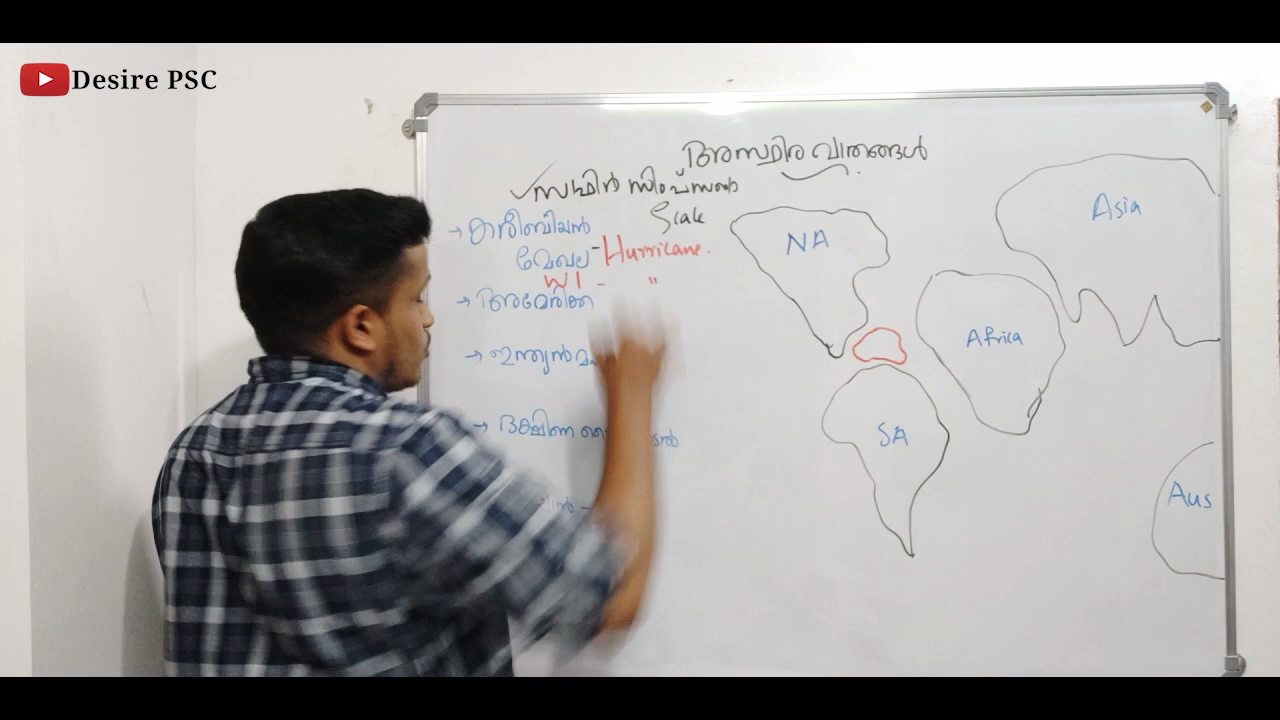 Desire PSC
അസ്ഥിര വാതങ്ങൾ
സഫിൻ സിംപ്സൺ
Scale
→ കരീബിയൻ
മേഖല - Hurricane.
WI - "
→ അമേരിക്ക
→ ഇന്ത്യൻ
→ ദക്ഷിണ
NA
Asia
Africa
SA
Aus